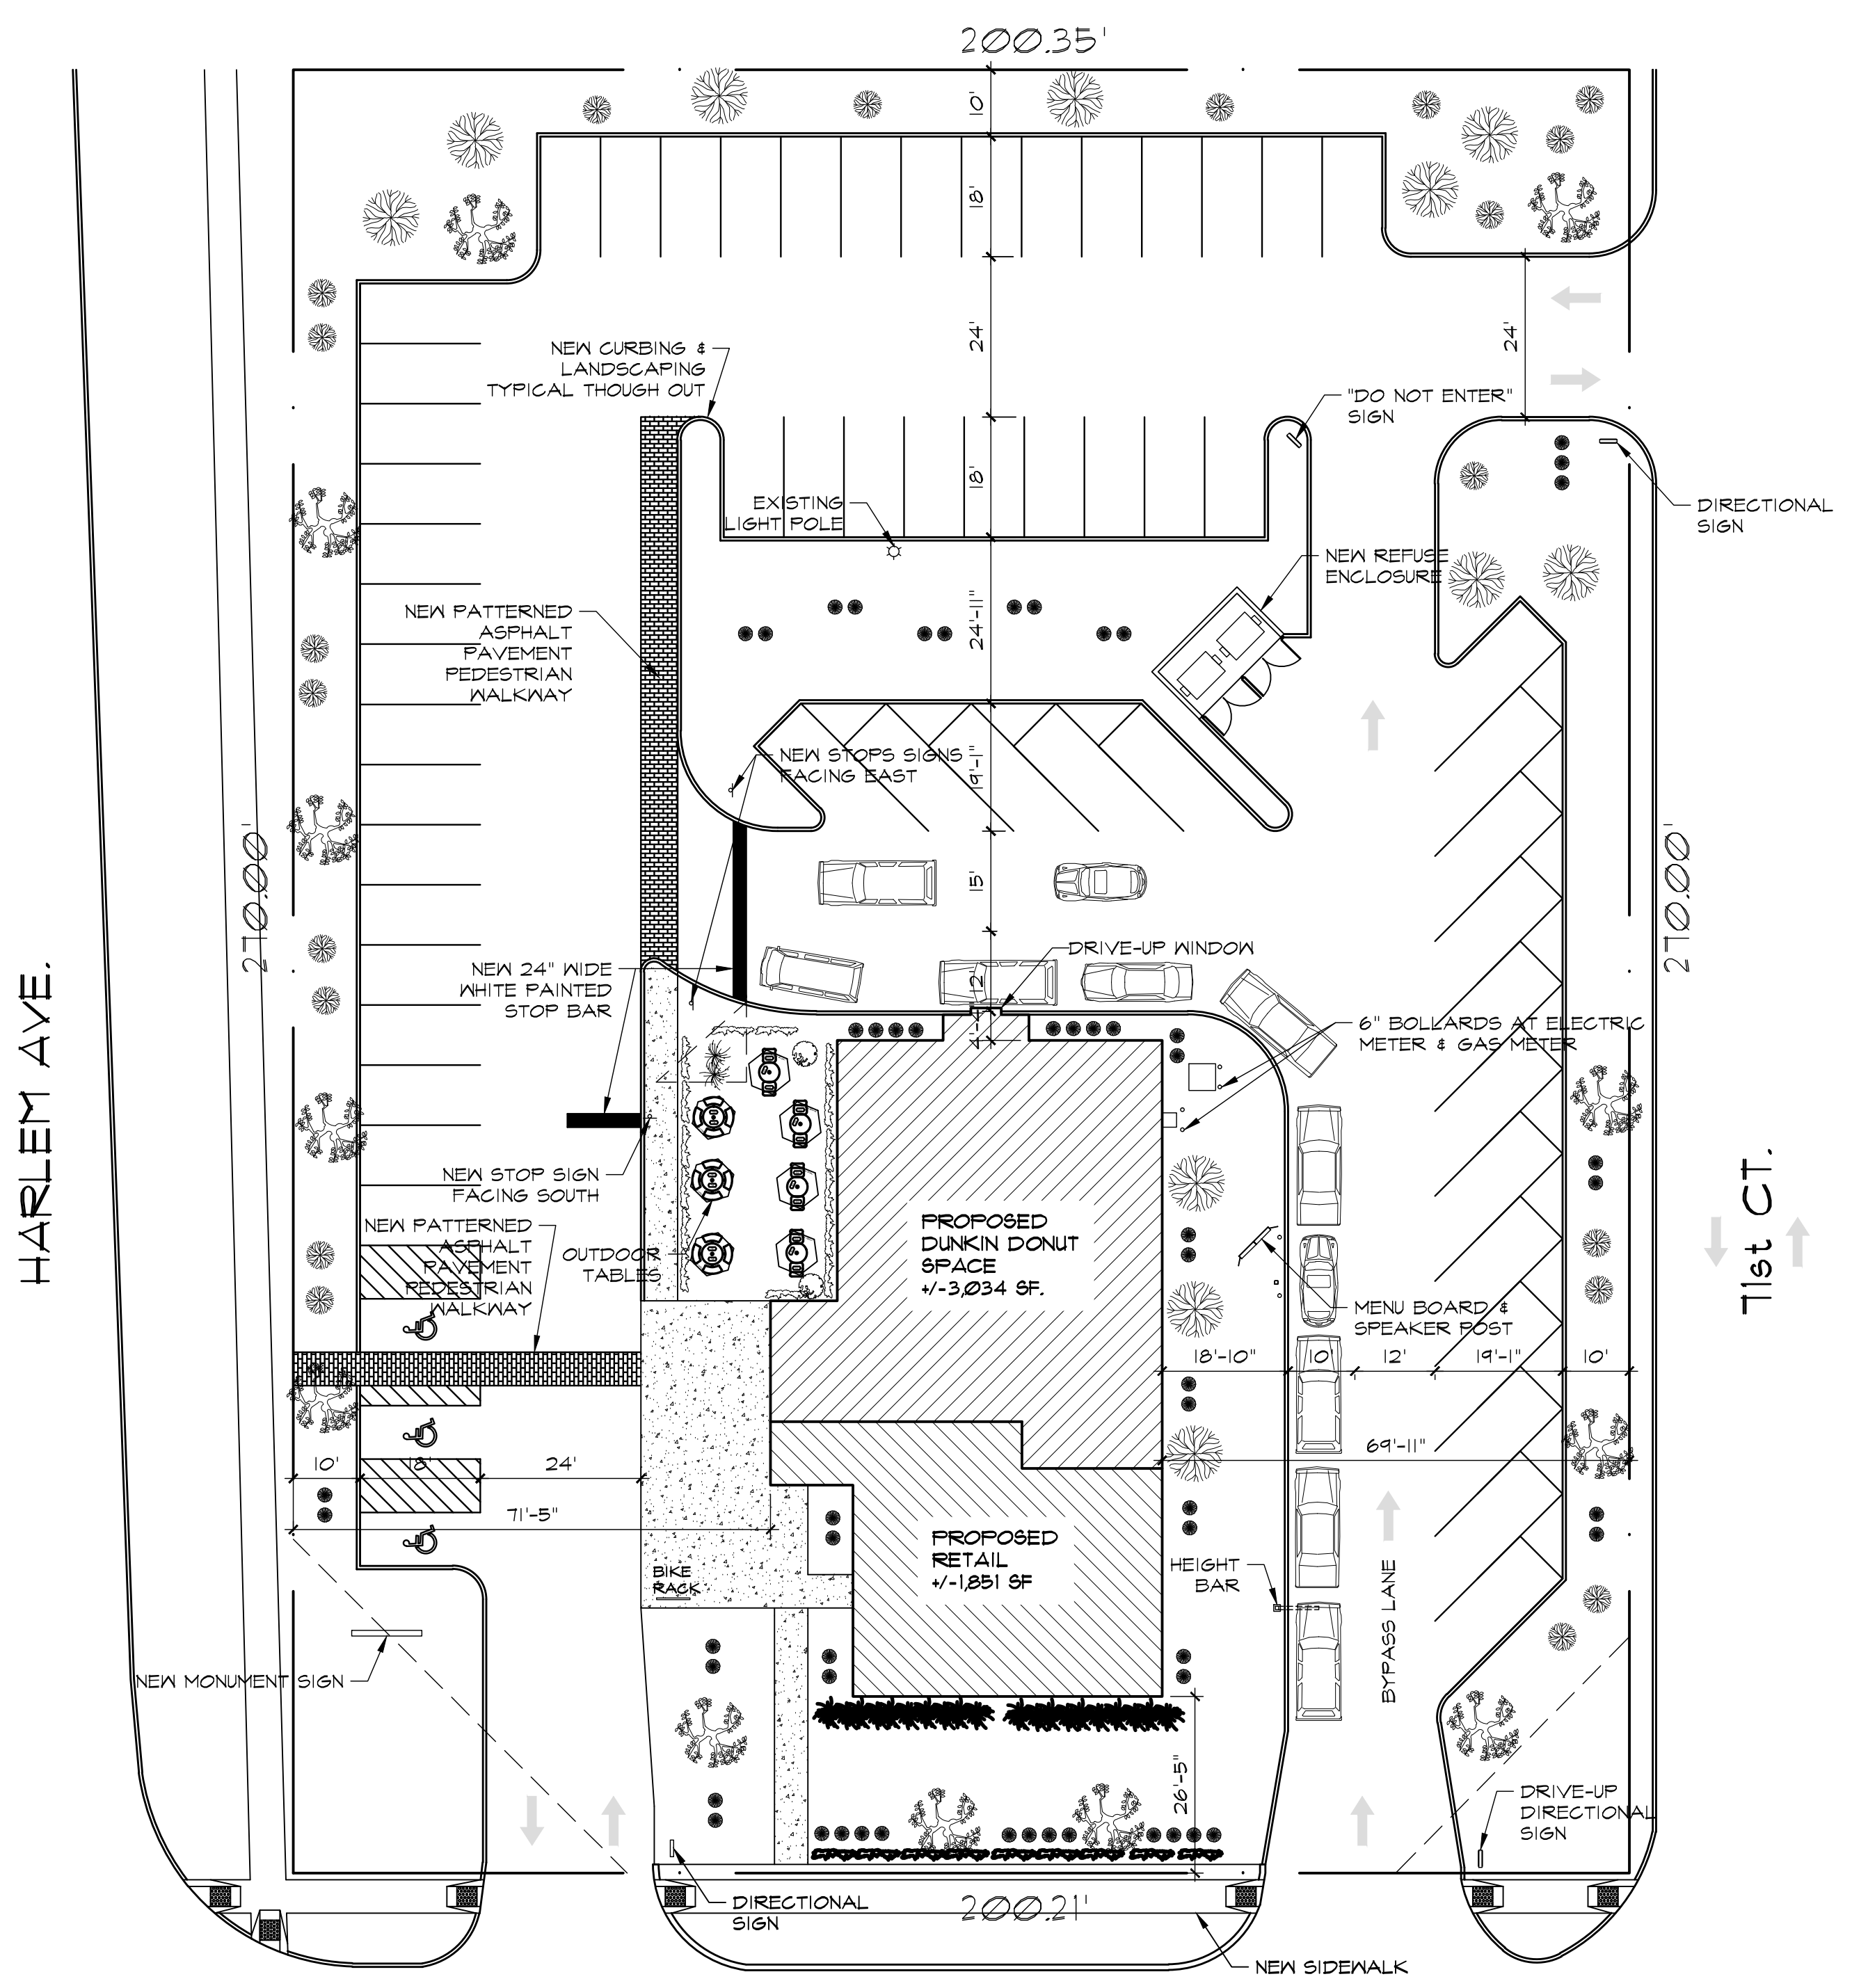 200.35'
10'
18'
24'
24'
NEW CURBING &
LANDSCAPING
TYPICAL THOUGH OUT
"DO NOT ENTER"
SIGN
18'
EXISTING
LIGHT POLE
DIRECTIONAL
SIGN
NEW REFUSE
ENCLOSURE
24'-11"
NEW PATTERNED
ASPHALT
PAVEMENT
PEDESTRIAN
WALKWAY
NEW STOPS SIGNS
FACING EAST
19'-1"
270.00'
270.00'
15'
HARLEM AVE.
DRIVE-UP WINDOW
NEW 24" WIDE
WHITE PAINTED
STOP BAR
12'
6" BOLLARDS AT ELECTRIC
METER & GAS METER
NEW STOP SIGN
FACING SOUTH
NEW PATTERNED
ASPHALT
PAVEMENT
PEDESTRIAN
WALKWAY
OUTDOOR
TABLES
PROPOSED
DUNKIN DONUT
SPACE
+/-3,034 SF.
71st CT.
MENU BOARD &
SPEAKER POST
18'-10"
10'
12'
19'-1"
10'
69'-11"
10'
18'
24'
71'-5"
PROPOSED
RETAIL
+/-1,851 SF
BIKE
RACK
HEIGHT
BAR
BYPASS LANE
NEW MONUMENT SIGN
26'-5"
DRIVE-UP
DIRECTIONAL
SIGN
DIRECTIONAL
SIGN
200.21'
NEW SIDEWALK